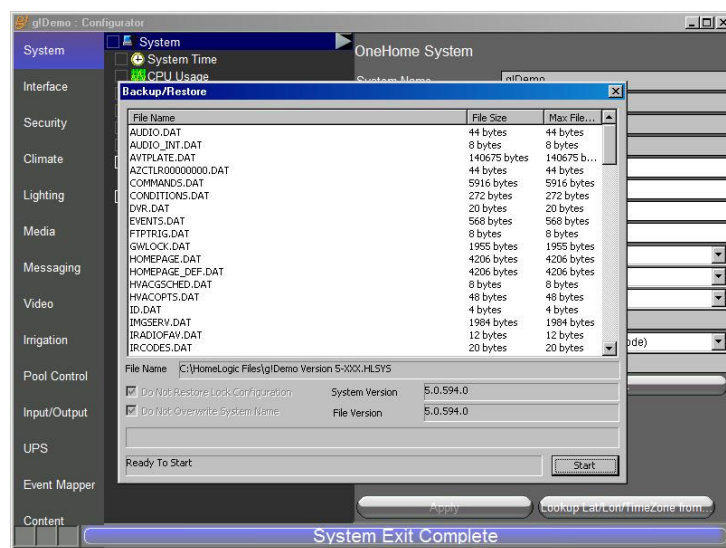 g!Demo : Configurator
System
Interface
Security
Climate
Lighting
Media
Messaging
Video
Irrigation
Pool Control
Input/Output
UPS
Event Mapper
Content
System
System Time
CPU Usage
OneHome System
System Name
g!Demo
Backup/Restore
File Name File Size Max File...
AUDIO.DAT 44 bytes 44 bytes
AUDIO_INT.DAT 8 bytes 8 bytes
AVTPLATE.DAT 140675 bytes 140675 b...
AZCTLR00000000.DAT 44 bytes 44 bytes
COMMANDS.DAT 5916 bytes 5916 bytes
CONDITIONS.DAT 272 bytes 272 bytes
DVR.DAT 20 bytes 20 bytes
EVENTS.DAT 568 bytes 568 bytes
FTPTRIG.DAT 8 bytes 8 bytes
GWLOCK.DAT 1955 bytes 1955 bytes
HOMEPAGE.DAT 4206 bytes 4206 bytes
HOMEPAGE_DEF.DAT 4206 bytes 4206 bytes
HVACGSCHED.DAT 8 bytes 8 bytes
HVACOPTS.DAT 48 bytes 48 bytes
ID.DAT 4 bytes 4 bytes
IMGSERV.DAT 1984 bytes 1984 bytes
IRADIOFAV.DAT 12 bytes 12 bytes
IRCODES.DAT 20 bytes 20 bytes
File Name C:\HomeLogic Files\g!Demo Version 5-XXX.HLSYS
Do Not Restore Lock Configuration System Version 5.0.594.0
Do Not Overwrite System Name File Version 5.0.594.0
Ready To Start Start
Apply Lookup Lat/Lon/TimeZone from...
System Exit Complete